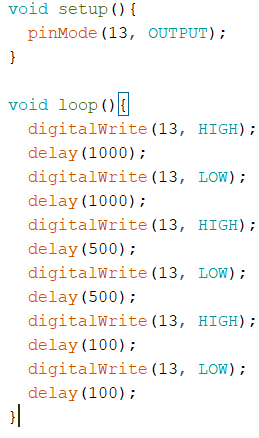 void setup(){
  pinMode(13, OUTPUT);
}

void loop(){
  digitalWrite(13, HIGH);
  delay(1000);
  digitalWrite(13, LOW);
  delay(1000);
  digitalWrite(13, HIGH);
  delay(500);
  digitalWrite(13, LOW);
  delay(500);
  digitalWrite(13, HIGH);
  delay(100);
  digitalWrite(13, LOW);
  delay(100);
}